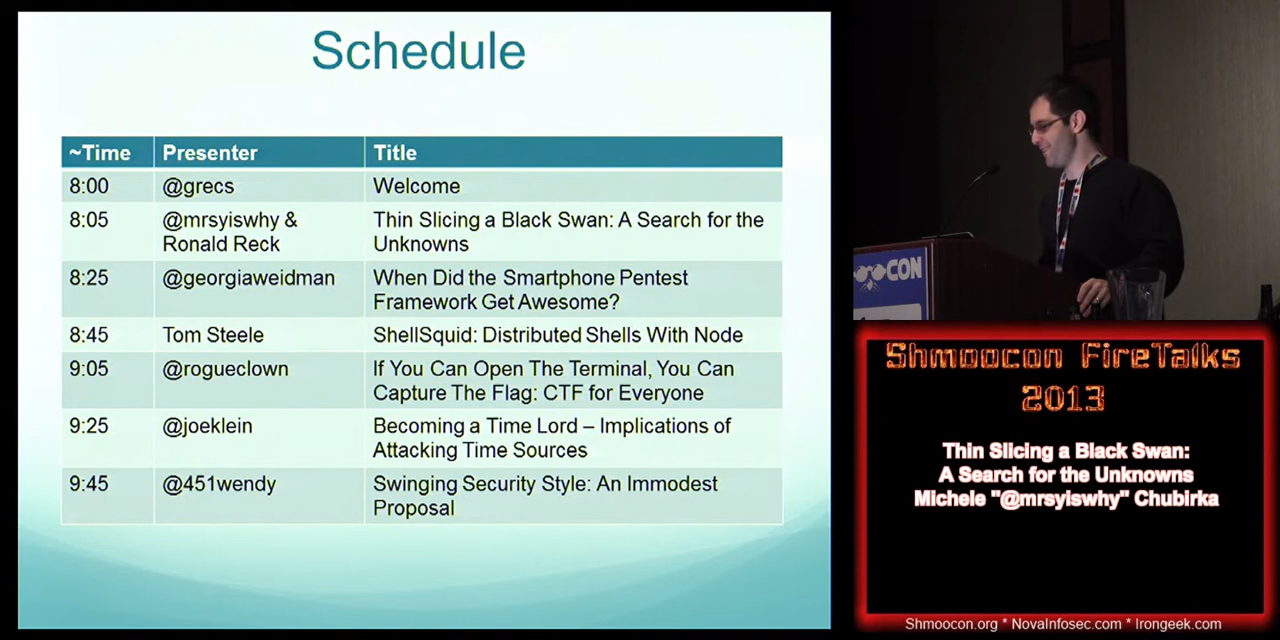 Schedule
~Time Presenter Title
8:00 @grecs Welcome
8:05 @mrsyiswhy & Thin Slicing a Black Swan: A Search for the
Ronald Reck Unknowns
8:25 @georgiaweidman When Did the Smartphone Pentest
Framework Get Awesome?
8:45 Tom Steele ShellSquid: Distributed Shells With Node
9:05 @rogueclown If You Can Open The Terminal, You Can
Capture The Flag: CTF for Everyone
9:25 @joeklein Becoming a Time Lord – Implications of
Attacking Time Sources
9:45 @451wendy Swinging Security Style: An Immodest
Proposal
CON
Shmoocon FireTalks
2013
Thin Slicing a Black Swan:
A Search for the Unknowns
Michele "@mrsyiswhy" Chubirka
Shmoocon.org * NovaInfosec.com * Irongeek.com